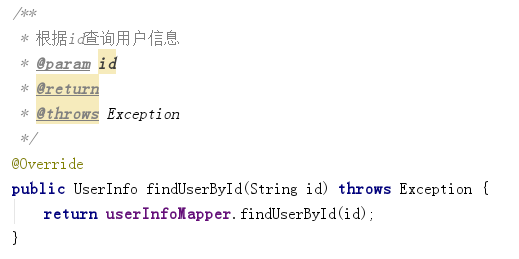 /**
 * 根据id查询用户信息
 * @param id
 * @return
 * @throws Exception
 */
@Override
public UserInfo findUserById(String id) throws Exception {
    return userInfoMapper.findUserById(id);
}